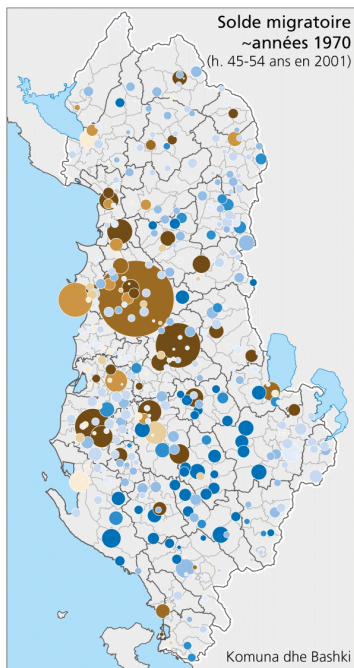 Solde migratoire
~années 1970
(h. 45-54 ans en 2001)
Komuna dhe Bashki